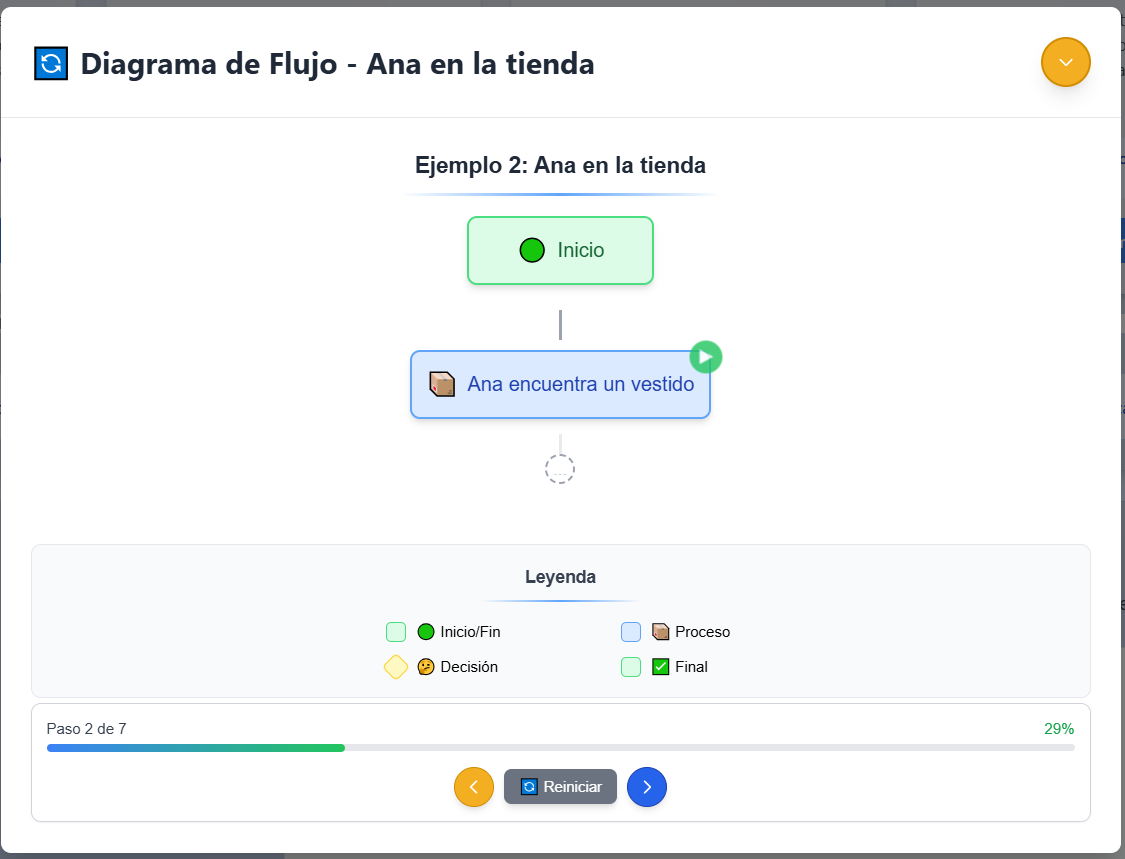 Diagrama de Flujo - Ana en la tienda
Ejemplo 2: Ana en la tienda
Inicio
Ana encuentra un vestido
...
Leyenda
Inicio/Fin
Proceso
Decisión
Final
Paso 2 de 7
29%
Reiniciar